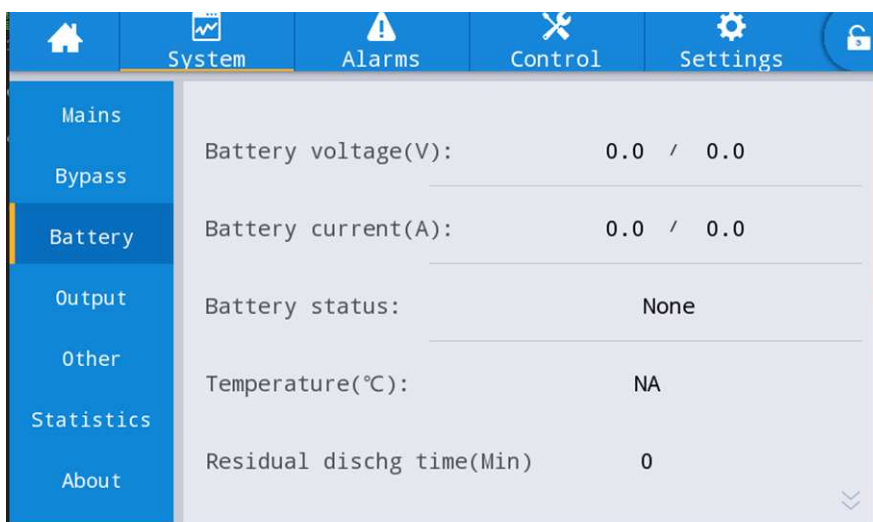 System Alarms Control Settings
Mains
Bypass
Battery
Output
Other
Statistics
About
Battery voltage(V): 0.0 / 0.0
Battery current(A): 0.0 / 0.0
Battery status: None
Temperature(℃): NA
Residual dischg time(Min) 0